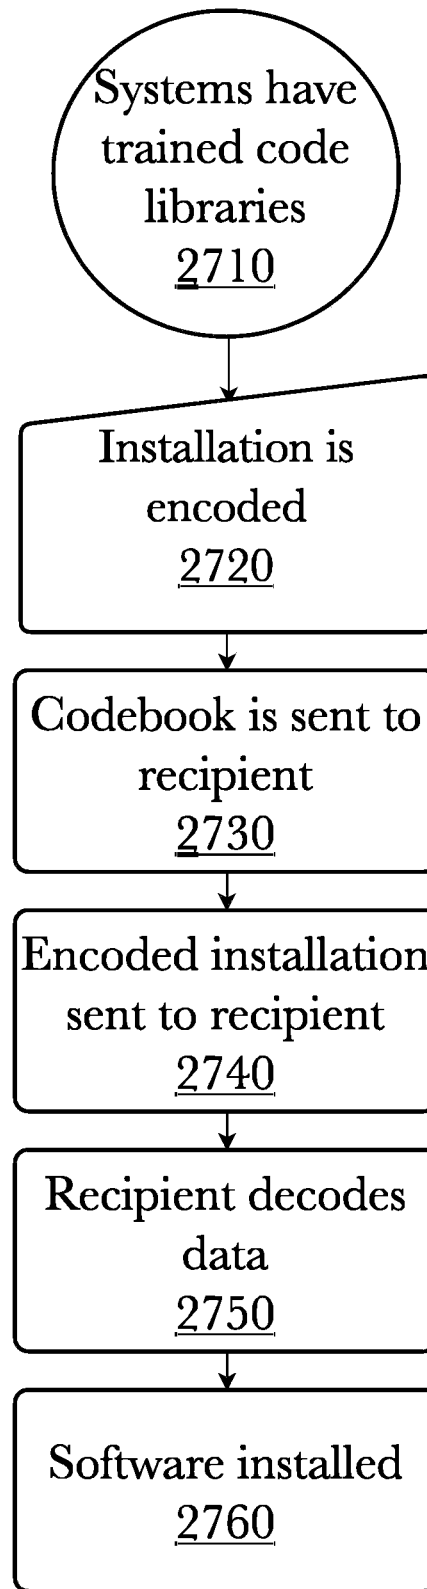 Systems have
trained code
libraries
2710
Installation is
encoded
2720
Codebook is sent to
recipient
2730
Encoded installation
sent to recipient
2740
Recipient decodes
data
2750
Software installed
2760